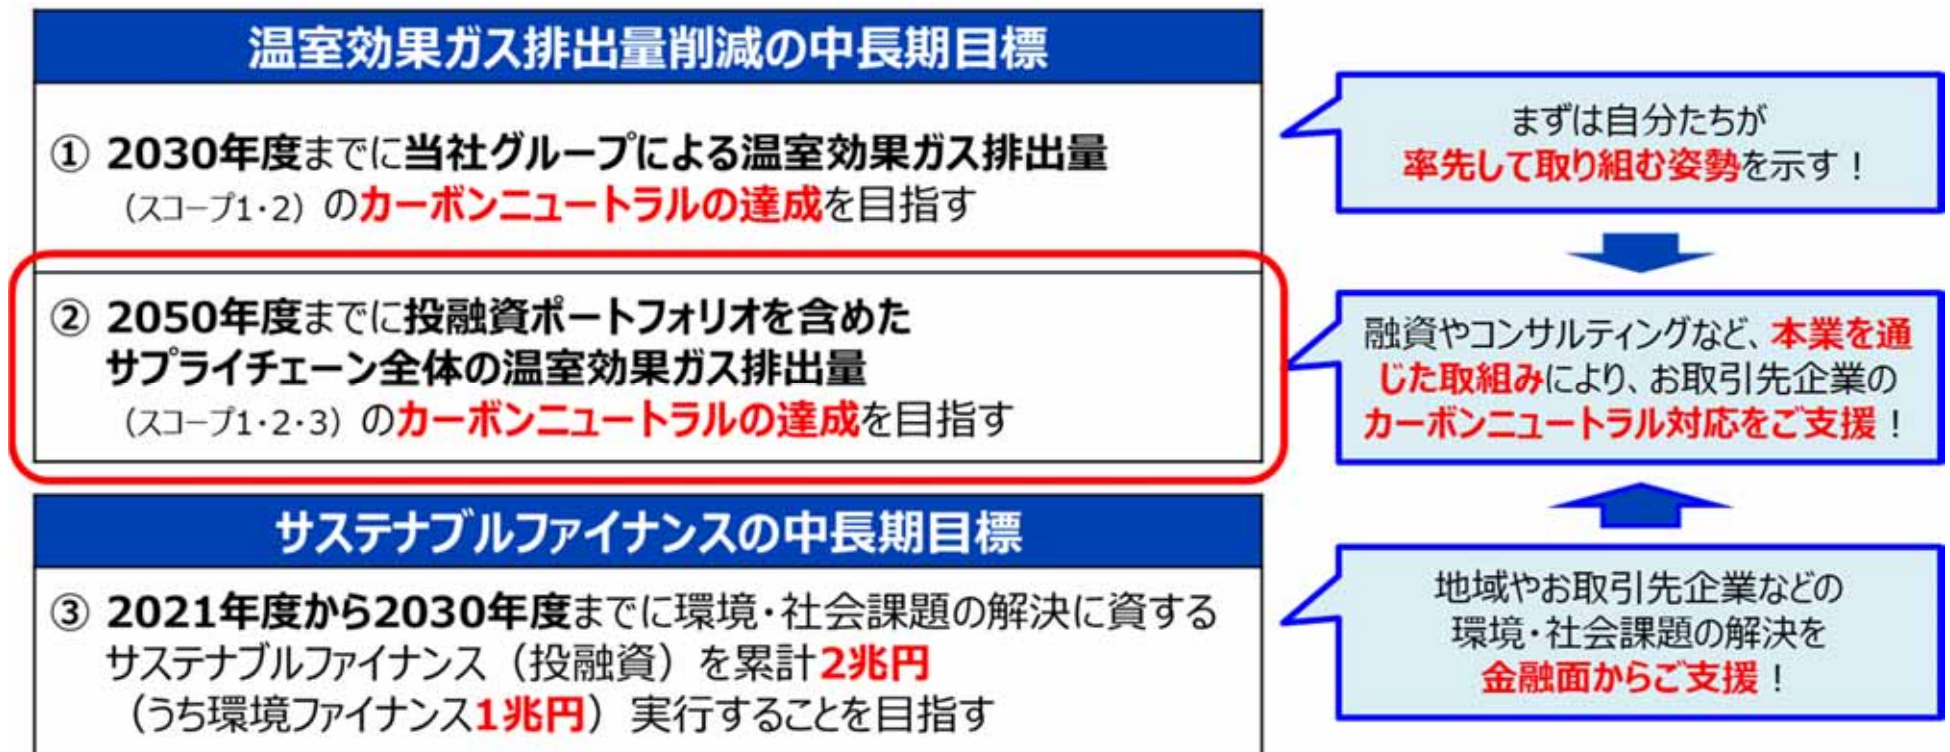 温室効果ガス排出量削減の中長期目標
① 2030年度までに当社グループによる温室効果ガス排出量
（スコープ1・2）のカーボンニュートラルの達成を目指す
② 2050年度までに投融資ポートフォリオを含めた
サプライチェーン全体の温室効果ガス排出量
（スコープ1・2・3）のカーボンニュートラルの達成を目指す
サステナブルファイナンスの中長期目標
③ 2021年度から2030年度までに環境・社会課題の解決に資する
サステナブルファイナンス（投融資）を累計2兆円
（うち環境ファイナンス1兆円）実行することを目指す
まずは自分たちが
率先して取り組む姿勢を示す！
融資やコンサルティングなど、本業を通
じた取組みにより、お取引先企業の
カーボンニュートラル対応をご支援！
地域やお取引先企業などの
環境・社会課題の解決を
金融面からご支援！